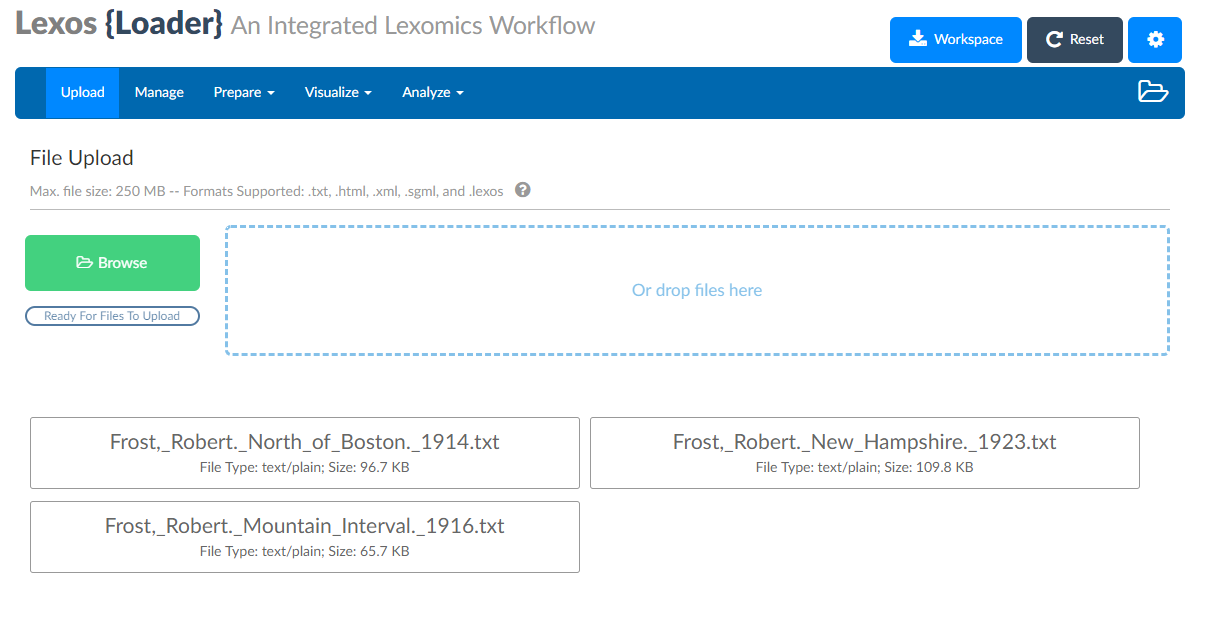 Lexos {Loader} An Integrated Lexomics Workflow
Workspace
Reset
Upload
Manage
Prepare
Visualize
Analyze
File Upload
Max. file size: 250 MB -- Formats Supported: .txt, .html, .xml, .sgml, and .lexos
Browse
Ready For Files To Upload
Or drop files here
Frost,_Robert._North_of_Boston._1914.txt
File Type: text/plain; Size: 96.7 KB
Frost,_Robert._New_Hampshire._1923.txt
File Type: text/plain; Size: 109.8 KB
Frost,_Robert._Mountain_Interval._1916.txt
File Type: text/plain; Size: 65.7 KB